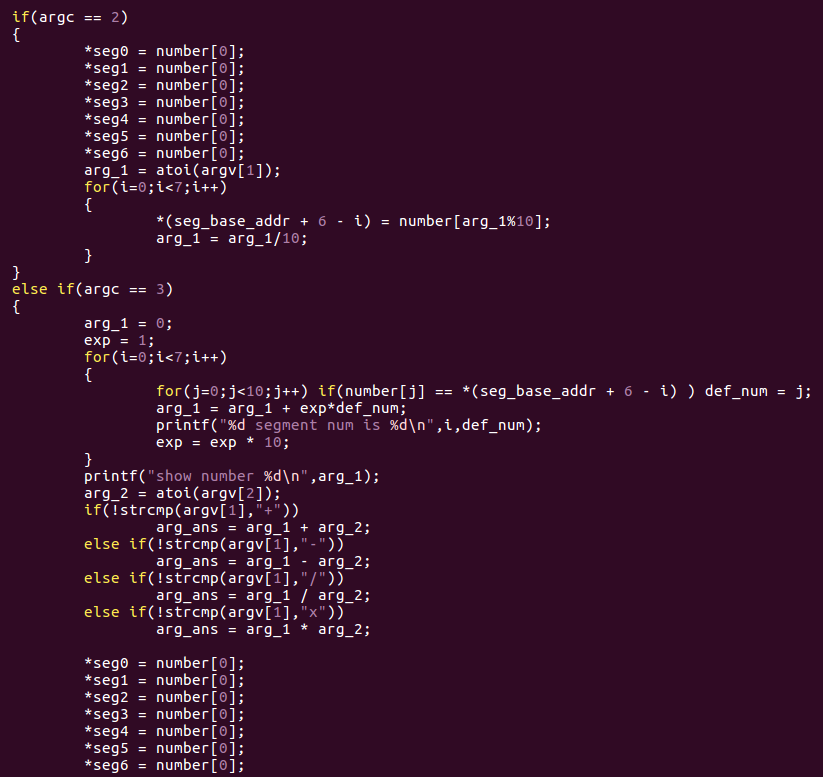 if(argc == 2)
{
        *seg0 = number[0];
        *seg1 = number[0];
        *seg2 = number[0];
        *seg3 = number[0];
        *seg4 = number[0];
        *seg5 = number[0];
        *seg6 = number[0];
        arg_1 = atoi(argv[1]);
        for(i=0;i<7;i++)
        {
                *(seg_base_addr + 6 - i) = number[arg_1%10];
                arg_1 = arg_1/10;
        }
}
else if(argc == 3)
{
        arg_1 = 0;
        exp = 1;
        for(i=0;i<7;i++)
        {
                for(j=0;j<10;j++) if(number[j] == *(seg_base_addr + 6 - i) ) def_num = j;
                arg_1 = arg_1 + exp*def_num;
                printf("%d segment num is %d\n",i,def_num);
                exp = exp * 10;
        }
        printf("show number %d\n",arg_1);
        arg_2 = atoi(argv[2]);
        if(!strcmp(argv[1],"+"))
                arg_ans = arg_1 + arg_2;
        else if(!strcmp(argv[1],"-"))
                arg_ans = arg_1 - arg_2;
        else if(!strcmp(argv[1],"/"))
                arg_ans = arg_1 / arg_2;
        else if(!strcmp(argv[1],"x"))
                arg_ans = arg_1 * arg_2;

        *seg0 = number[0];
        *seg1 = number[0];
        *seg2 = number[0];
        *seg3 = number[0];
        *seg4 = number[0];
        *seg5 = number[0];
        *seg6 = number[0];